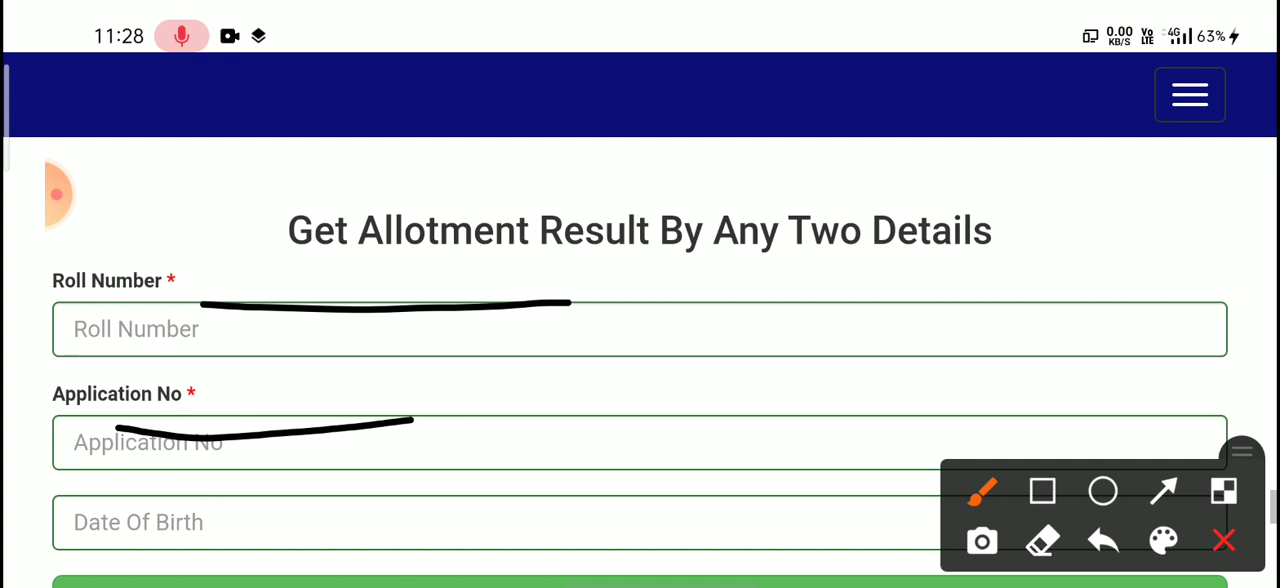 11:28 0.00 KB/S Vo LTE 4G 63%
Get Allotment Result By Any Two Details
Roll Number *
Roll Number
Application No *
Application No
Date Of Birth